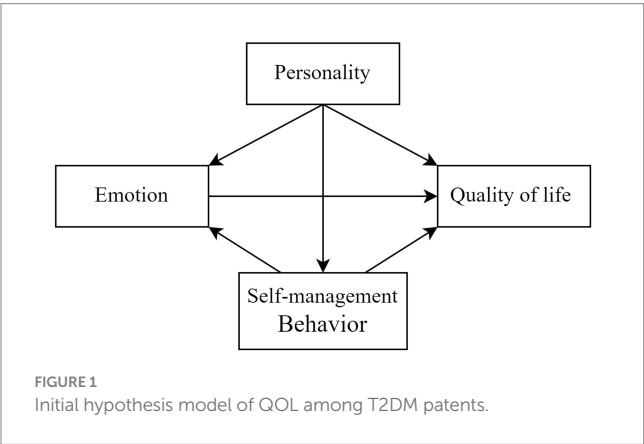 Personality
Emotion
Quality of life
Self-management
Behavior
FIGURE 1
Initial hypothesis model of QOL among T2DM patents.